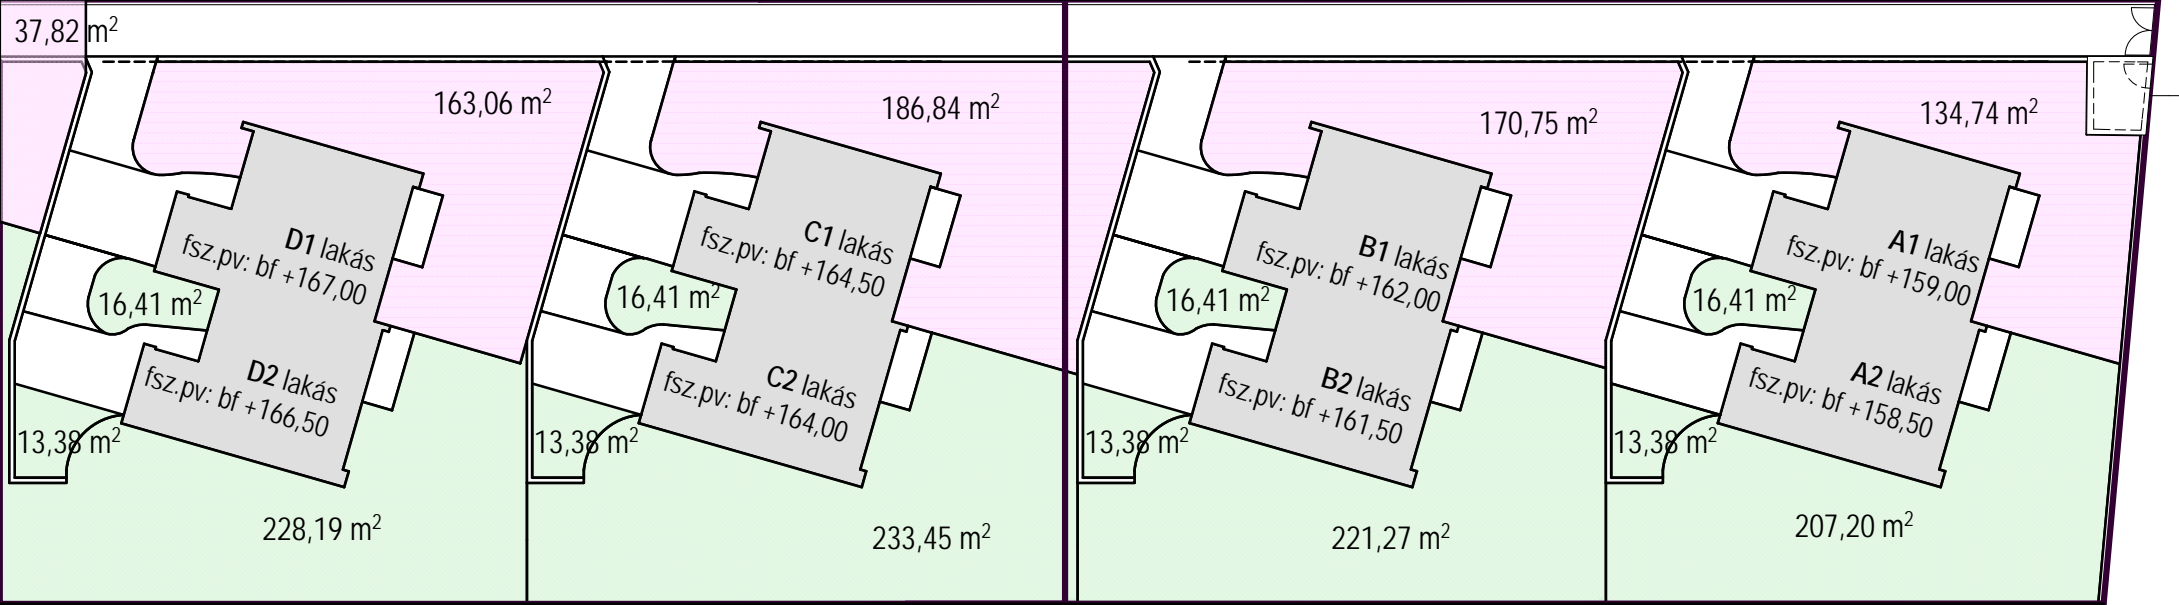 37,82 m²
163,06 m²
186,84 m²
170,75 m²
134,74 m²
D1 lakás
fsz.pv: bf +167,00
C1 lakás
fsz.pv: bf +164,50
B1 lakás
fsz.pv: bf +162,00
A1 lakás
fsz.pv: bf +159,00
16,41 m²
16,41 m²
16,41 m²
16,41 m²
D2 lakás
fsz.pv: bf +166,50
C2 lakás
fsz.pv: bf +164,00
B2 lakás
fsz.pv: bf +161,50
A2 lakás
fsz.pv: bf +158,50
13,38 m²
13,38 m²
13,38 m²
13,38 m²
228,19 m²
233,45 m²
221,27 m²
207,20 m²